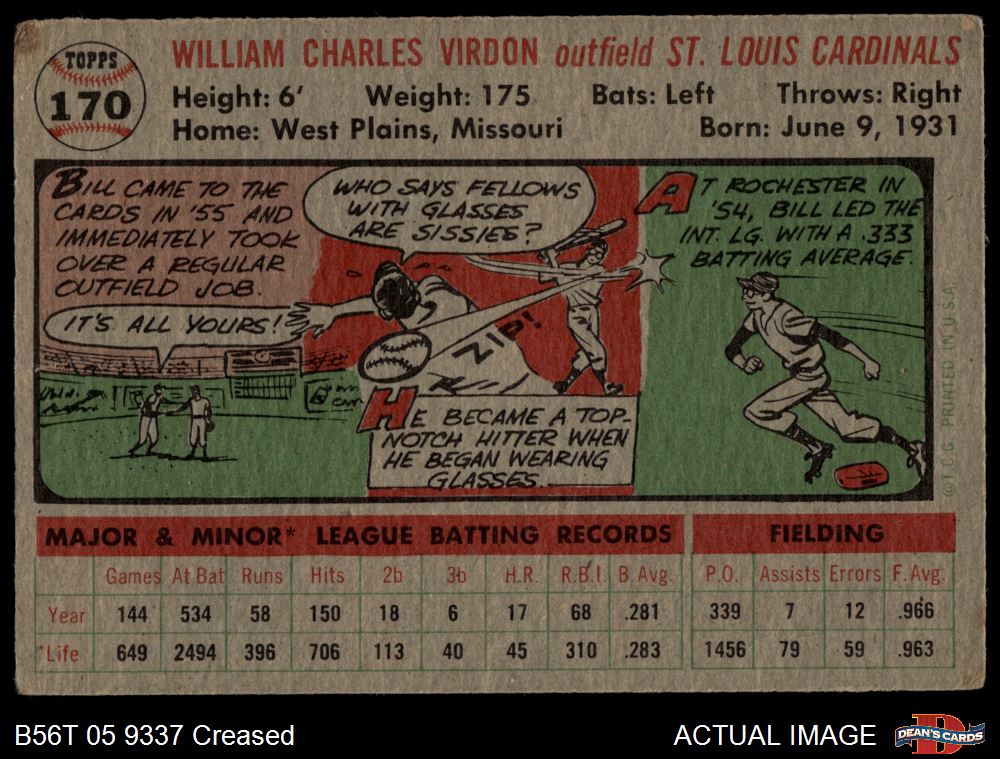 TOPPS
170
WILLIAM CHARLES VIRDON outfield ST. LOUIS CARDINALS
Height: 6' Weight: 175 Bats: Left Throws: Right
Home: West Plains, Missouri Born: June 9, 1931
BILL CAME TO THE
CARDS IN '55 AND
IMMEDIATELY TOOK
OVER A REGULAR
OUTFIELD JOB.
IT'S ALL YOURS!
WHO SAYS FELLOWS
WITH GLASSES
ARE SISSIES?
ZIP!
HE BECAME A TOP-
NOTCH HITTER WHEN
HE BEGAN WEARING
GLASSES.
AT ROCHESTER IN
'54, BILL LED THE
INT. LG. WITH A .333
BATTING AVERAGE.
©T.C.G. PRINTED IN U.S.A.
MAJOR & MINOR* LEAGUE BATTING RECORDS FIELDING
Games At Bat Runs Hits 2b 3b H.R. R.B.I. B.Avg. P.O. Assists Errors F.Avg.
Year 144 534 58 150 18 6 17 68 .281 339 7 12 .966
*Life 649 2494 396 706 113 40 45 310 .283 1456 79 59 .963
B56T 05 9337 Creased ACTUAL IMAGE
DEAN'S CARDS